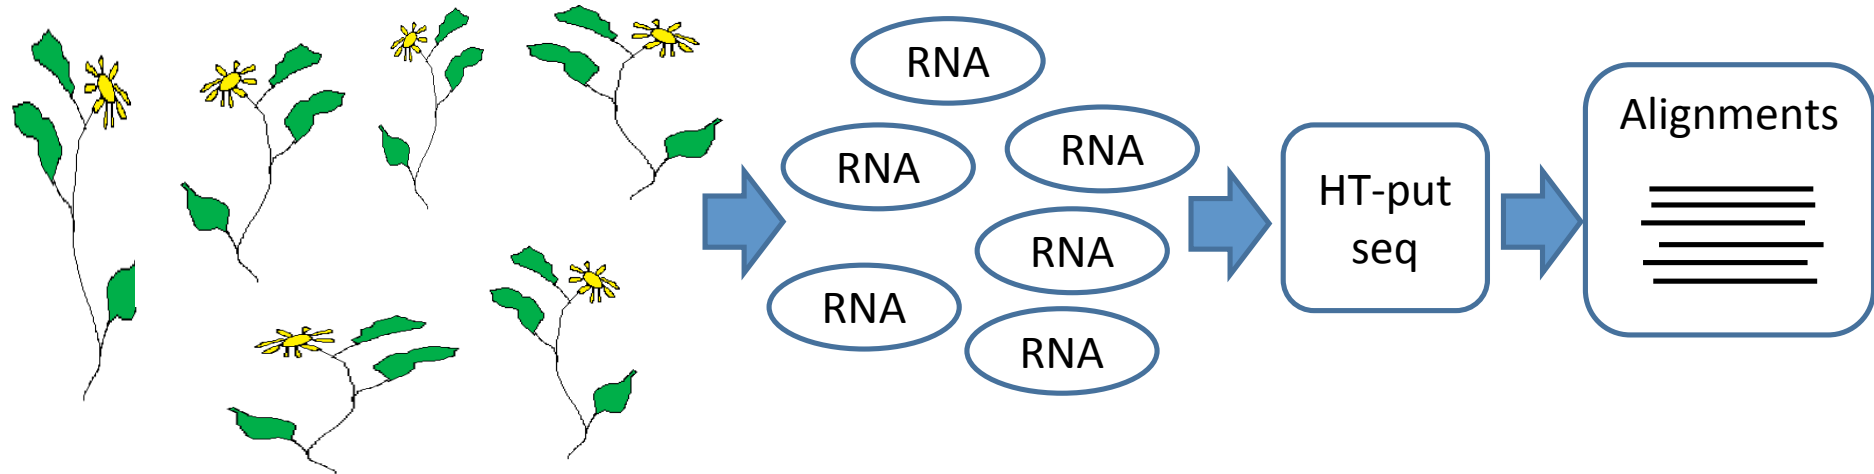 RNA
RNA
RNA
RNA
RNA
RNA
HT-put
seq
Alignments